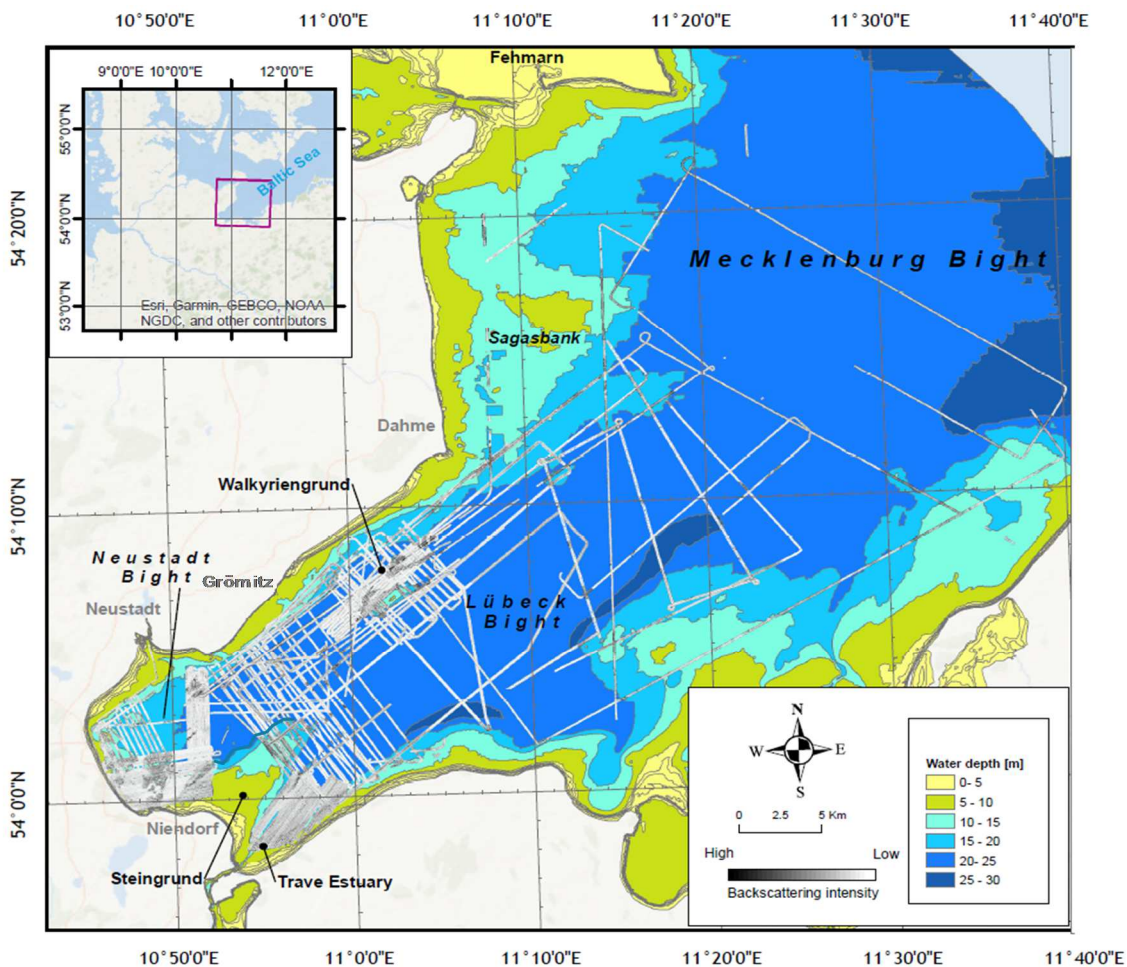 10°50'0"E 11°0'0"E 11°10'0"E 11°20'0"E 11°30'0"E 11°40'0"E
Fehmarn
9°0'0"E 10°0'0"E 12°0'0"E
55°0'0"N
54°0'0"N
53°0'0"N
Baltic Sea
Esri, Garmin, GEBCO, NOAA
NGDC, and other contributors
54°20'0"N
Mecklenburg Bight
Sagasbank
Dahme
Walkyriengrund
54°10'0"N
Neustadt
Bight
Grömitz
Neustadt
Lübeck
Bight
54°0'0"N
Niendorf
Steingrund
Trave Estuary
N
W E
S
0 2.5 5 Km
High Low
Backscattering intensity
Water depth [m]
0- 5
5 - 10
10 - 15
15 - 20
20- 25
25 - 30
10°50'0"E 11°0'0"E 11°10'0"E 11°20'0"E 11°30'0"E 11°40'0"E